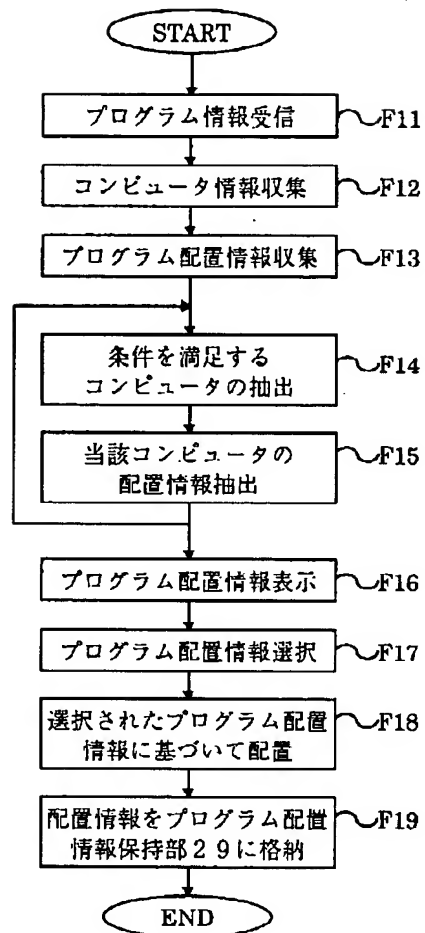 START
プログラム情報受信 F11
コンピュータ情報収集 F12
プログラム配置情報収集 F13
条件を満足する
コンピュータの抽出 F14
当該コンピュータの F15
配置情報抽出
プログラム配置情報表示 F16
プログラム配置情報選択 F17
選択されたプログラム配置 F18
情報に基づいて配置
配置情報をプログラム配置 F19
情報保持部29に格納
END